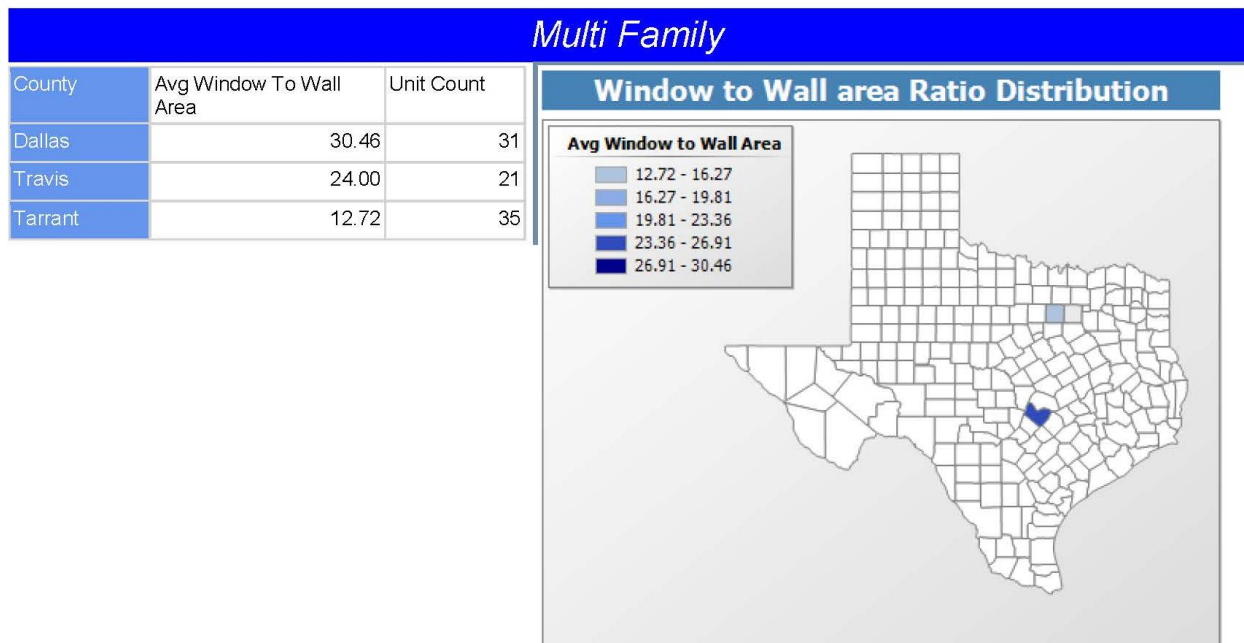 Multi Family
County Avg Window To Wall Area Unit Count
Dallas 30.46 31
Travis 24.00 21
Tarrant 12.72 35
Window to Wall area Ratio Distribution
Avg Window to Wall Area
12.72 - 16.27
16.27 - 19.81
19.81 - 23.36
23.36 - 26.91
26.91 - 30.46